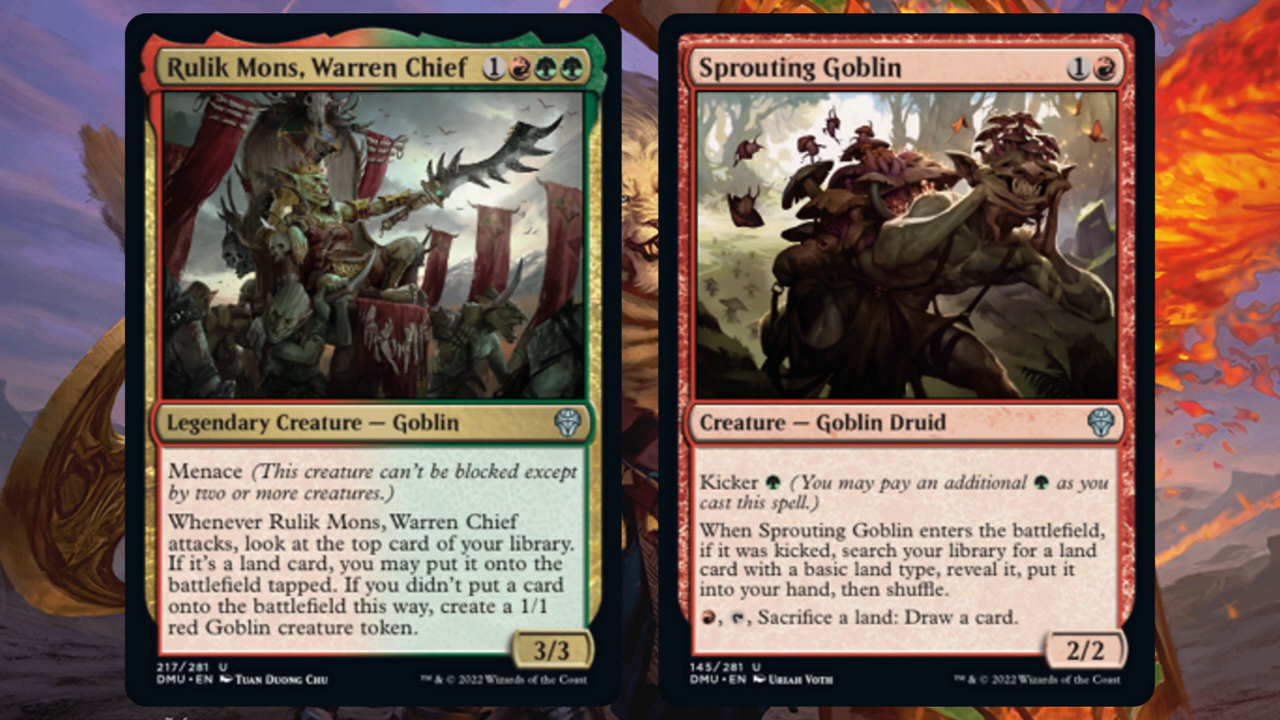 Rulik Mons, Warren Chief 1
Legendary Creature — Goblin
Menace (This creature can't be blocked except
by two or more creatures.)
Whenever Rulik Mons, Warren Chief
attacks, look at the top card of your library.
If it's a land card, you may put it onto the
battlefield tapped. If you didn't put a card
onto the battlefield this way, create a 1/1
red Goblin creature token.
3/3
217/281 U
DMU • EN TUAN DUONG CHU
™ & © 2022 Wizards of the Coast
Sprouting Goblin 1
Creature — Goblin Druid
Kicker (You may pay an additional as you
cast this spell.)
When Sprouting Goblin enters the battlefield,
if it was kicked, search your library for a land
card with a basic land type, reveal it, put it
into your hand, then shuffle.
, , Sacrifice a land: Draw a card.
2/2
145/281 U
DMU • EN URIAH VOTH
™ & © 2022 Wizards of the Coast